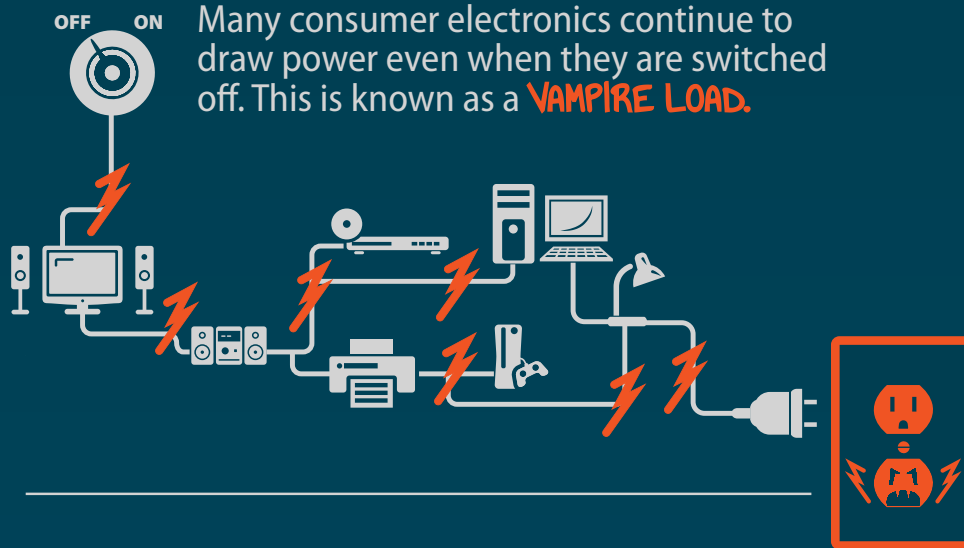 OFF ON
Many consumer electronics continue to
draw power even when they are switched
off. This is known as a VAMPIRE LOAD.